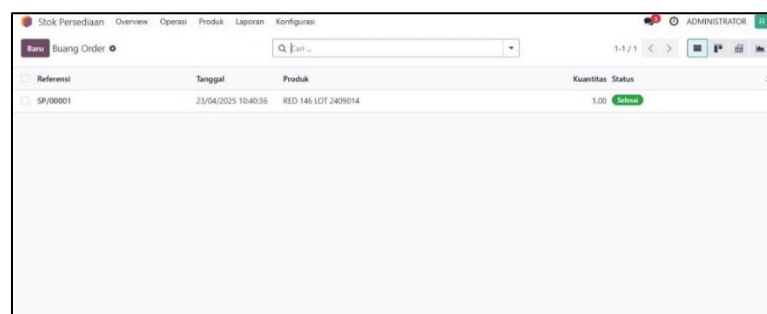 Stok Persediaan Overview Operasi Produk Laporan Konfigurasi ADMINISTRATOR R
Baru Buang Order Cari ... 1-1 / 1
Referensi Tanggal Produk Kuantitas Status
SP/00001 23/04/2025 10:40:36 RED 146 LOT 2409014 1,00 Selesai